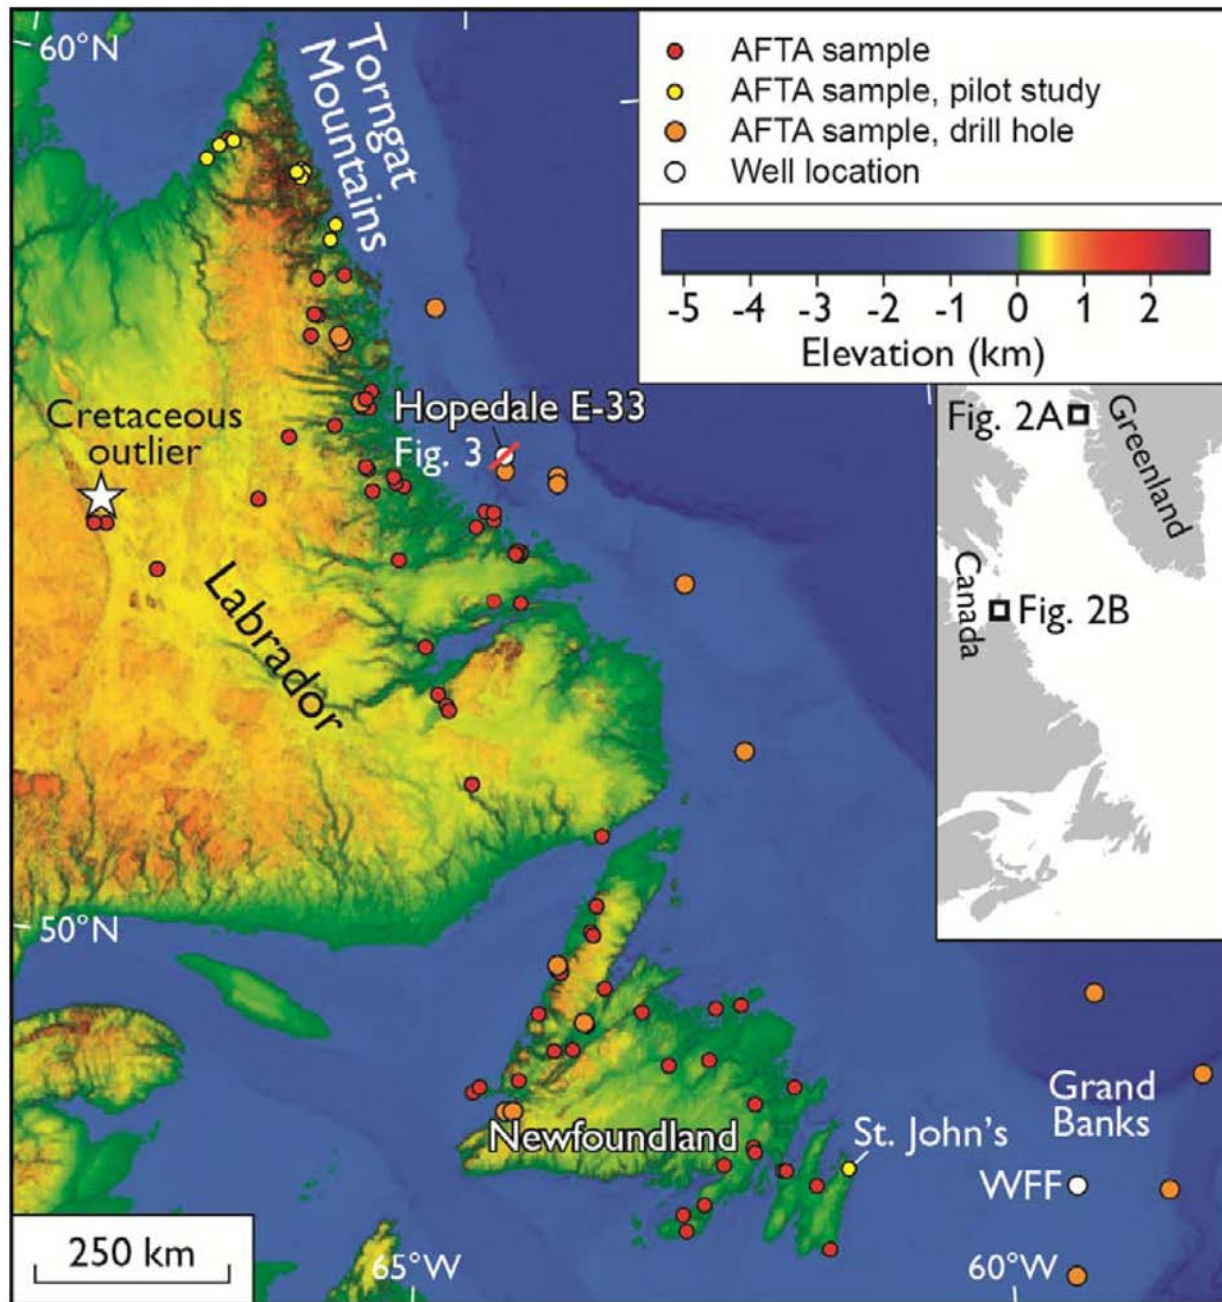 60°N
Torngat
Mountains
AFTA sample
AFTA sample, pilot study
AFTA sample, drill hole
Well location
-5 -4 -3 -2 -1 0 1 2
Elevation (km)
Cretaceous
outlier
Hopedale E-33
Fig. 3
Labrador
Fig. 2A
Greenland
Canada
Fig. 2B
50°N
Grand
Banks
Newfoundland
St. John's
WFF
250 km
65°W
60°W